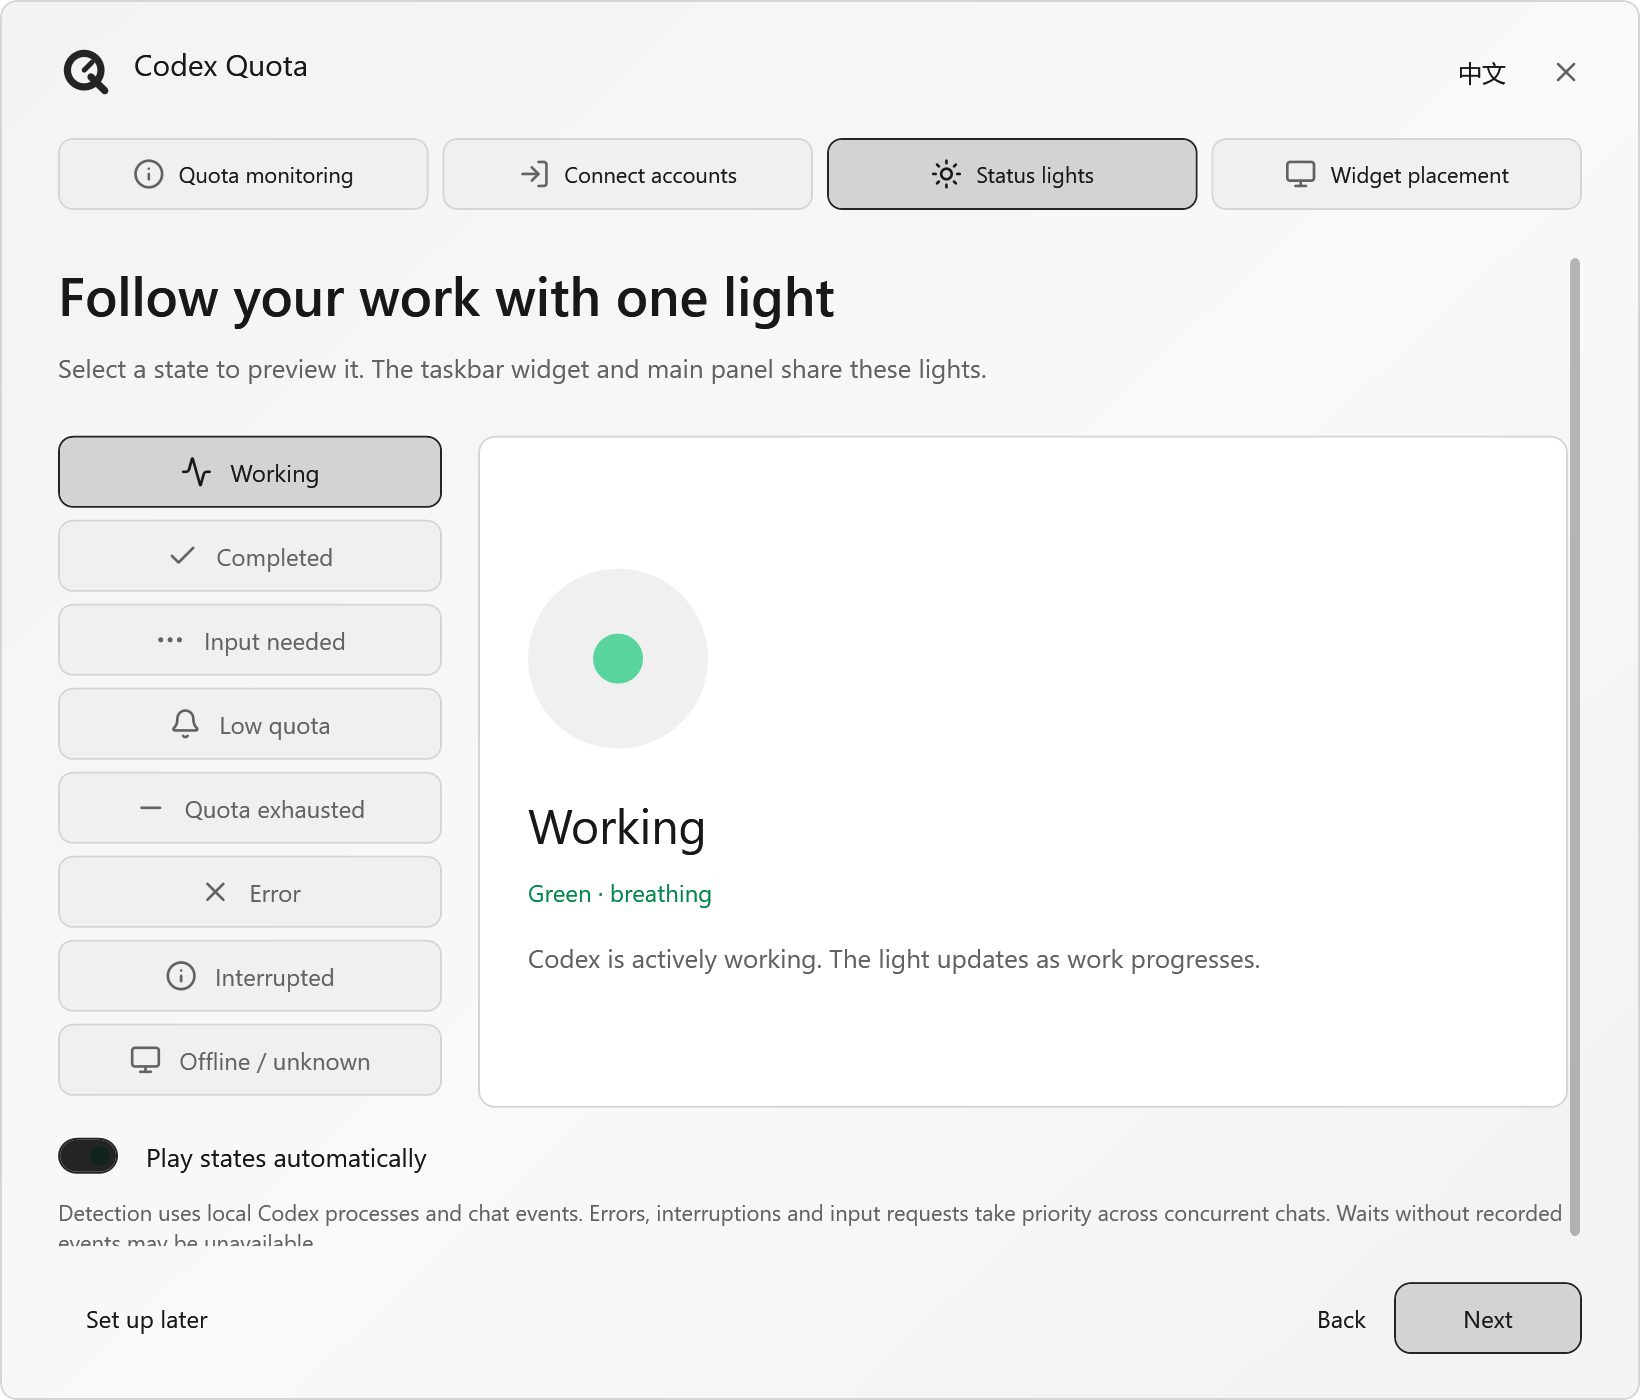 Codex Quota
中文
Quota monitoring
Connect accounts
Status lights
Widget placement
Follow your work with one light
Select a state to preview it. The taskbar widget and main panel share these lights.
Working
Completed
Input needed
Low quota
Quota exhausted
Error
Interrupted
Offline / unknown
Working
Green · breathing
Codex is actively working. The light updates as work progresses.
Play states automatically
Detection uses local Codex processes and chat events. Errors, interruptions and input requests take priority across concurrent chats. Waits without recorded
events may be unavailable.
Set up later
Back
Next